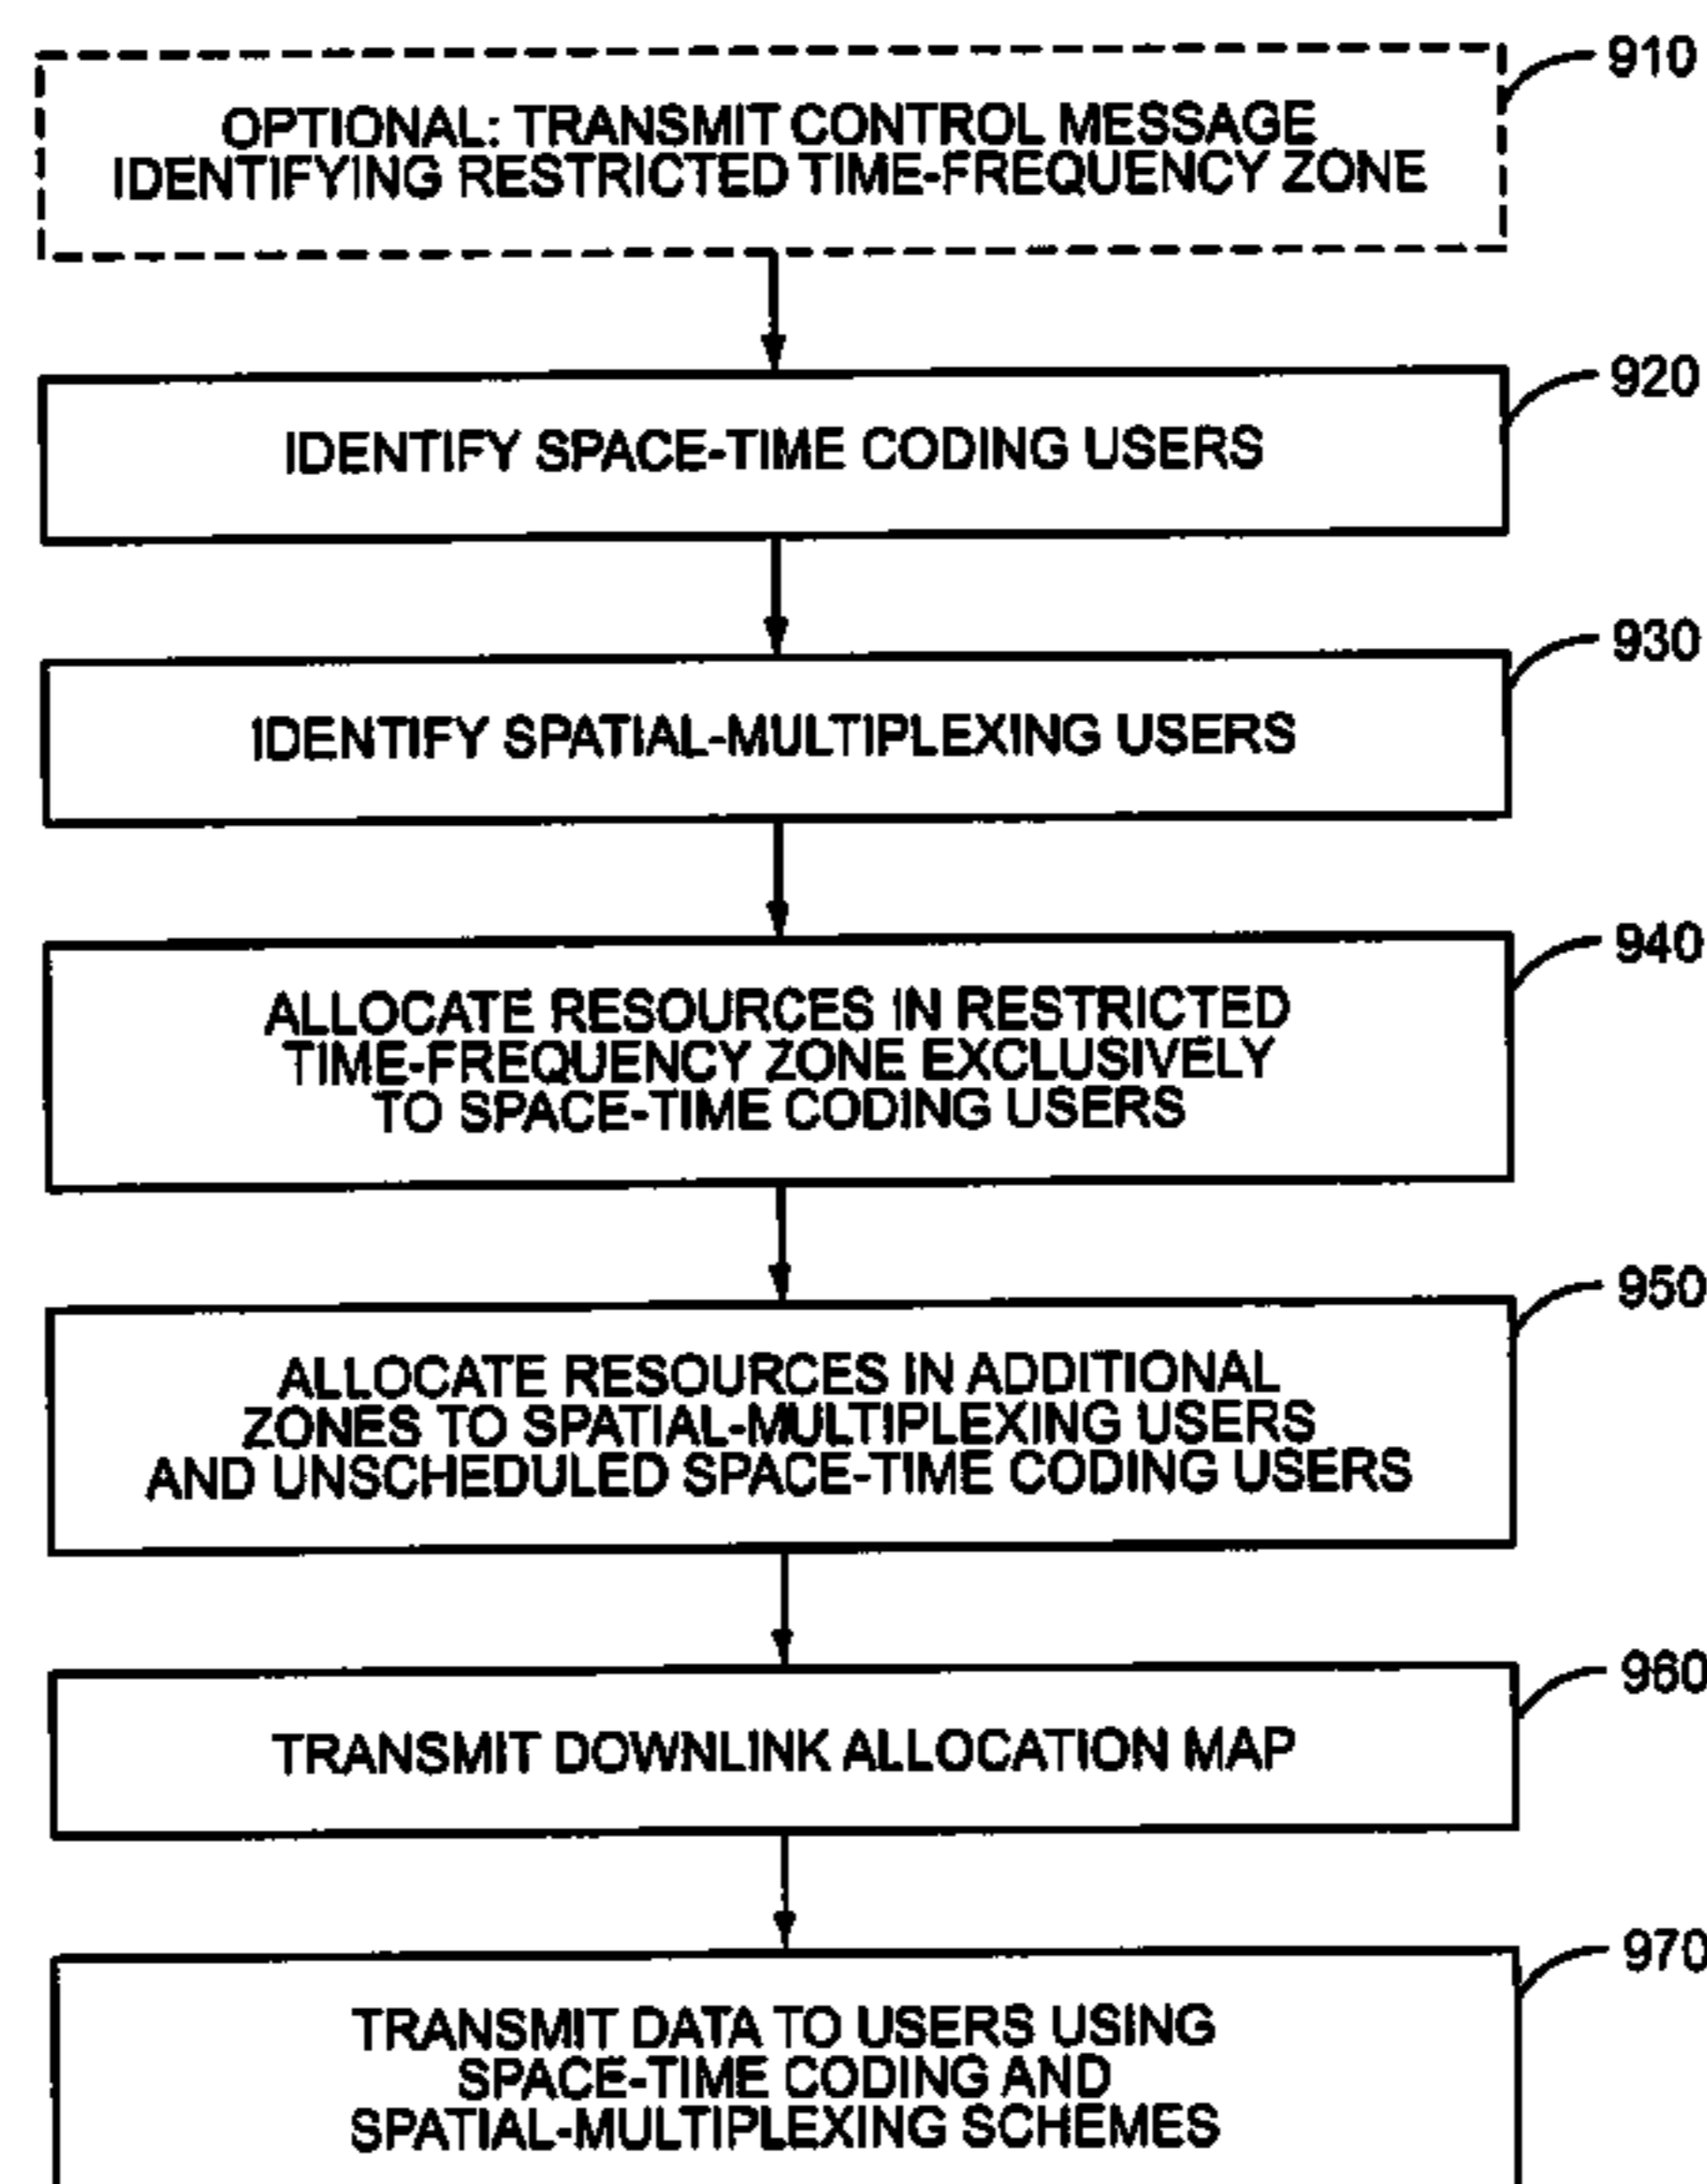 910
OPTIONAL: TRANSMIT CONTROL MESSAGE
IDENTIFYING RESTRICTED TIME-FREQUENCY ZONE
920
IDENTIFY SPACE-TIME CODING USERS
930
IDENTIFY SPATIAL-MULTIPLEXING USERS
940
ALLOCATE RESOURCES IN RESTRICTED
TIME-FREQUENCY ZONE EXCLUSIVELY
TO SPACE-TIME CODING USERS
950
ALLOCATE RESOURCES IN ADDITIONAL
ZONES TO SPATIAL-MULTIPLEXING USERS
AND UNSCHEDULED SPACE-TIME CODING USERS
960
TRANSMIT DOWNLINK ALLOCATION MAP
970
TRANSMIT DATA TO USERS USING
SPACE-TIME CODING AND
SPATIAL-MULTIPLEXING SCHEMES